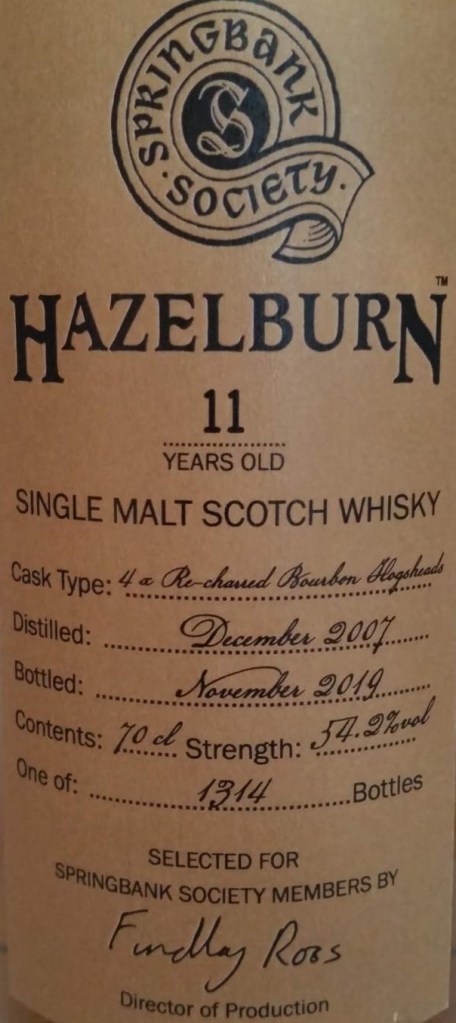 SPRINGBANK
· SOCIETY ·
S
HAZELBURN™
11
YEARS OLD
SINGLE MALT SCOTCH WHISKY
Cask Type: 4 x Re-charred Bourbon Hogsheads
Distilled: December 2007
Bottled: November 2019
Contents: 70 cl Strength: 54.2%vol
One of: 1314 Bottles
SELECTED FOR
SPRINGBANK SOCIETY MEMBERS BY
Findlay Ross
Director of Production